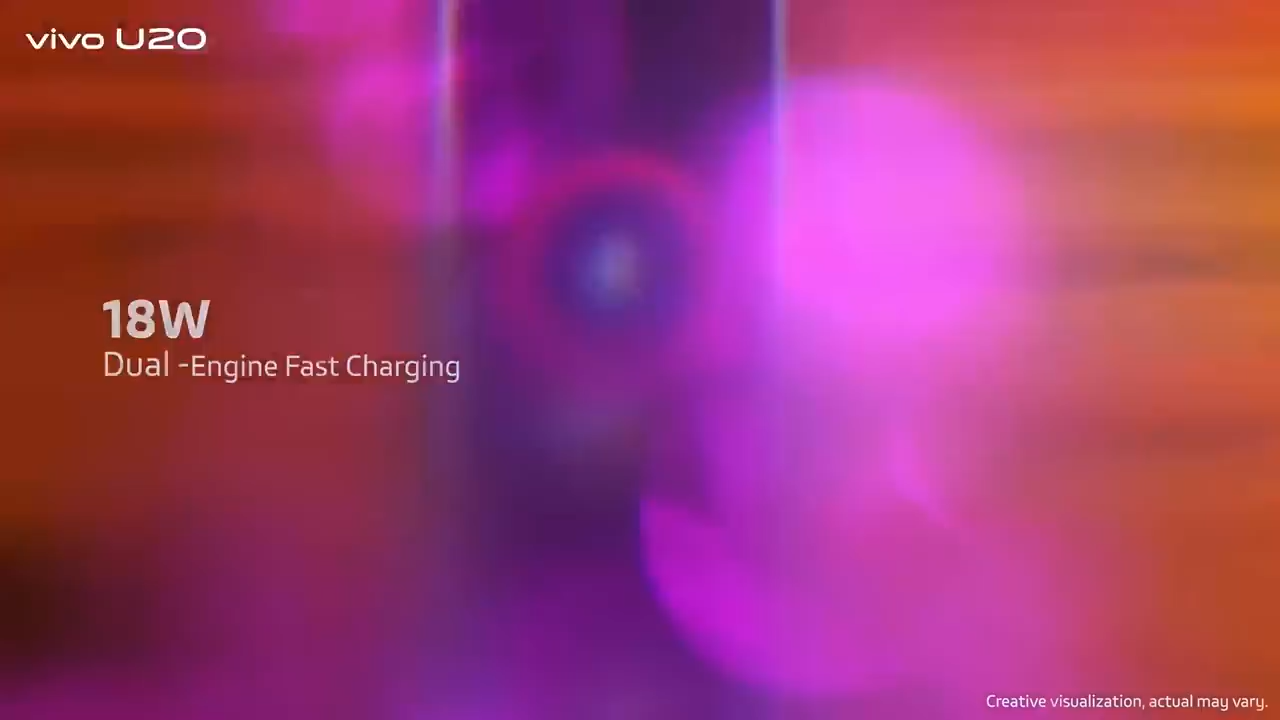 vivo U20
18W
Dual -Engine Fast Charging
Creative visualization, actual may vary.